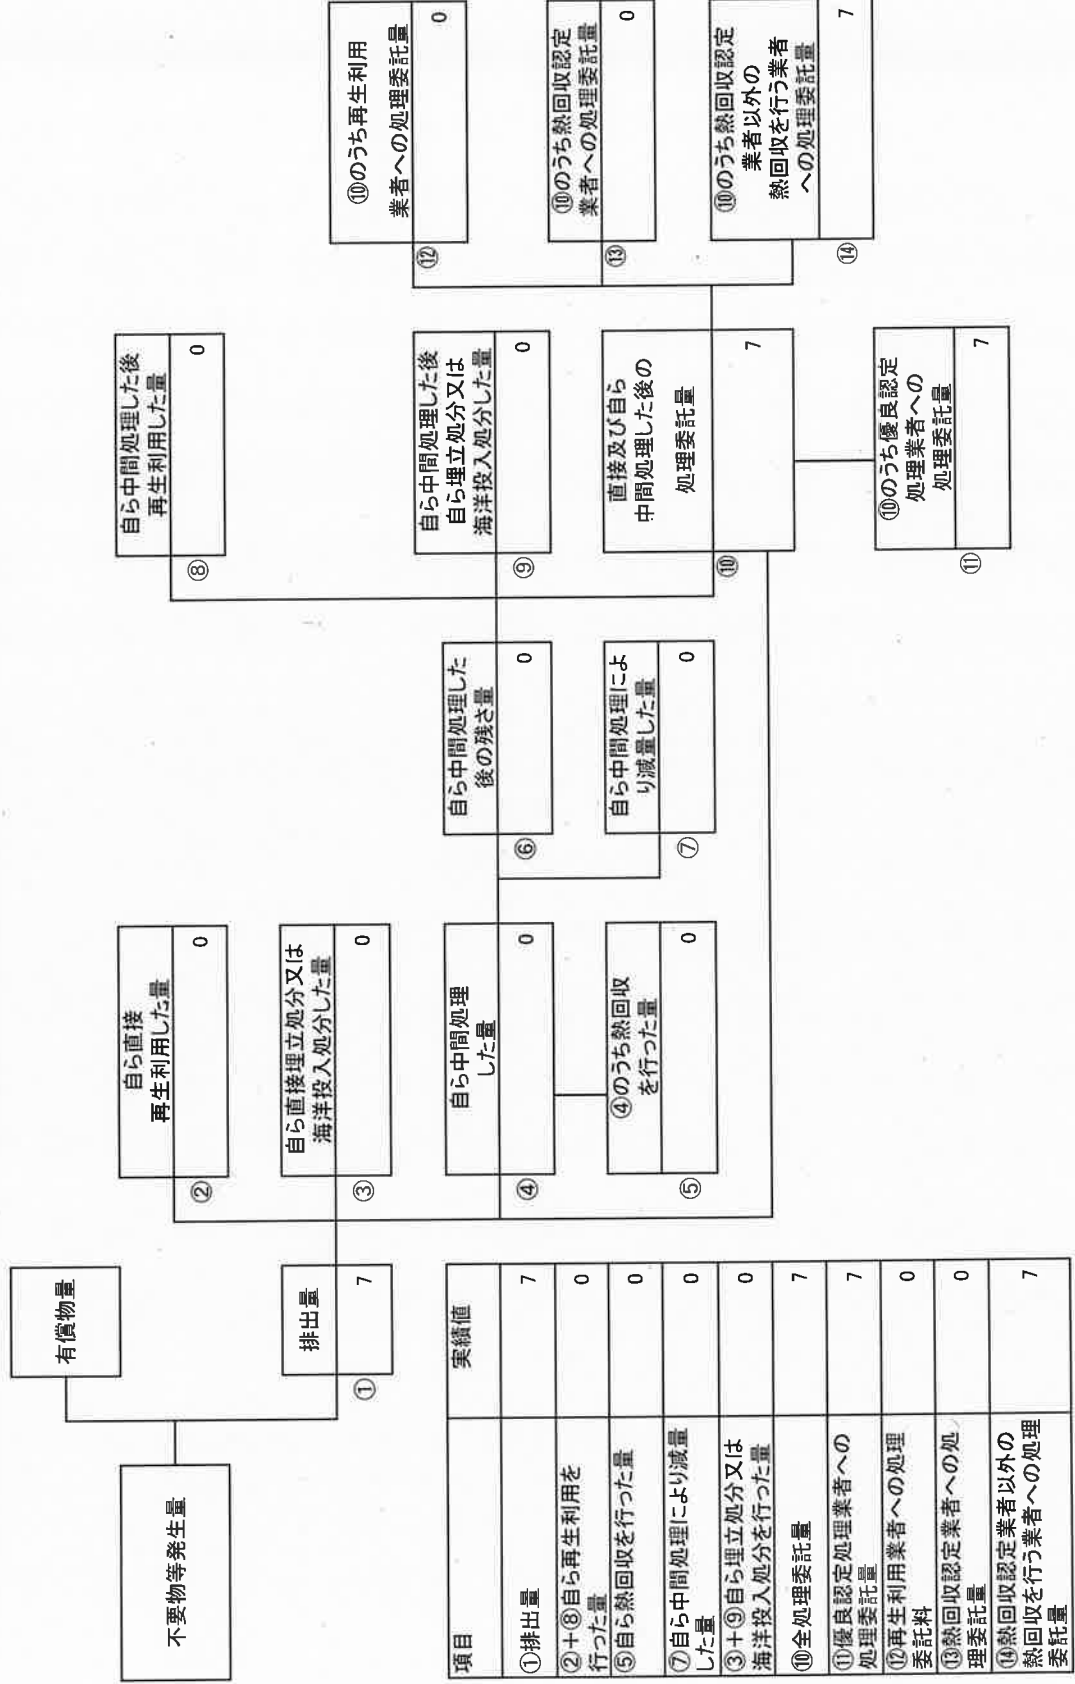 不要物等発生量
有償物量
排出量
①
7
自ら直接
再生利用した量
②
0
自ら直接埋立処分又は
海洋投入処分した量
③
0
自ら中間処理
した量
④
0
④のうち熱回収
を行った量
⑤
0
自ら中間処理した
後の残さ量
⑥
0
自ら中間処理によ
り減量した量
⑦
0
自ら中間処理した後
再生利用した量
⑧
0
自ら中間処理した後
自ら埋立処分又は
海洋投入処分した量
⑨
0
直接及び自ら
中間処理した後の
処理委託量
⑩
7
⑩のうち優良認定
処理業者への
処理委託量
⑪
7
⑩のうち再生利用
業者への処理委託量
⑫
0
⑩のうち熱回収認定
業者への処理委託量
⑬
0
⑩のうち熱回収認定
業者以外の
熱回収を行う業者
への処理委託量
⑭
7
項目 実績値
①排出量 7
②+⑧自ら再生利用を
行った量 0
⑤自ら熱回収を行った量 0
⑦自ら中間処理により減量
した量 0
③+⑨自ら埋立処分又は
海洋投入処分を行った量 0
⑩全処理委託量 7
⑪優良認定処理業者への
処理委託量 7
⑫再生利用業者への処理
委託料 0
⑬熱回収認定業者への処
理委託量 0
⑭熱回収認定業者以外の
熱回収を行う業者への処理
委託量 7